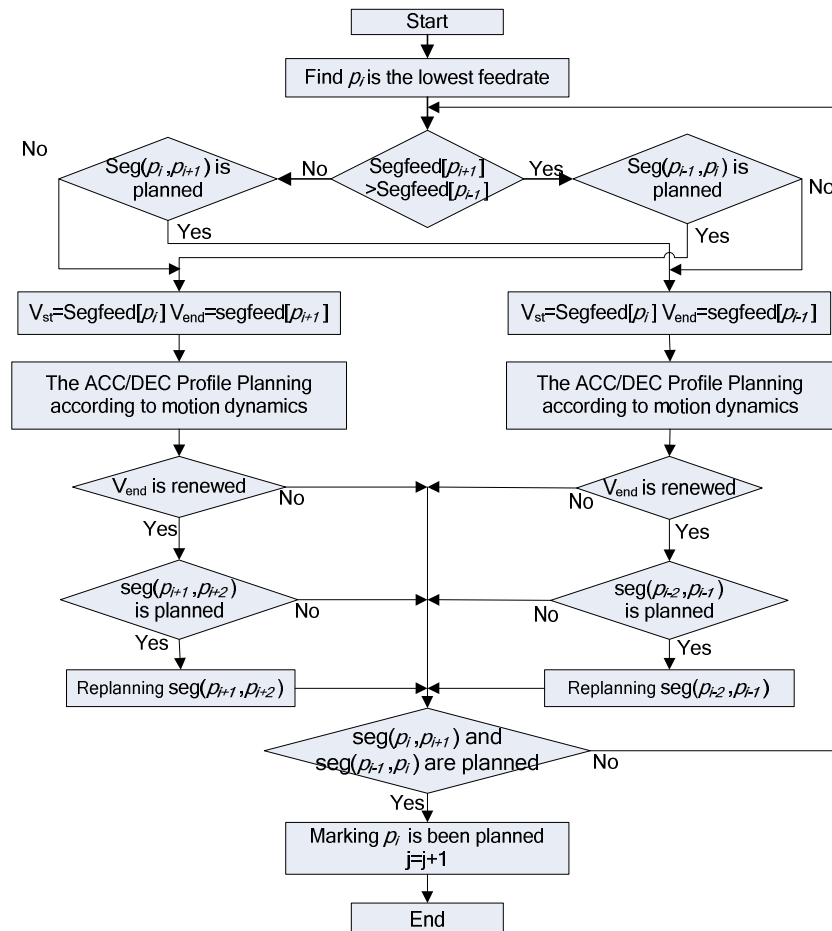 Start
Find pᵢ is the lowest feedrate
No
Seg(pᵢ,pᵢ₊₁) is
planned
No
Segfeed[pᵢ₊₁]
>Segfeed[pᵢ₋₁]
Yes
Seg(pᵢ₋₁,pᵢ) is
planned
No
Yes
Yes
Vst=Segfeed[pᵢ] Vend=segfeed[pᵢ₊₁]
Vst=Segfeed[pᵢ] Vend=segfeed[pᵢ₋₁]
The ACC/DEC Profile Planning
according to motion dynamics
The ACC/DEC Profile Planning
according to motion dynamics
Vend is renewed
No
No
Vend is renewed
Yes
Yes
seg(pᵢ₊₁,pᵢ₊₂)
is planned
No
No
seg(pᵢ₋₂,pᵢ₋₁)
is planned
Yes
Yes
Replanning seg(pᵢ₊₁,pᵢ₊₂)
Replanning seg(pᵢ₋₂,pᵢ₋₁)
seg(pᵢ,pᵢ₊₁) and
seg(pᵢ₋₁,pᵢ) are planned
No
Yes
Marking pᵢ is been planned
j=j+1
End